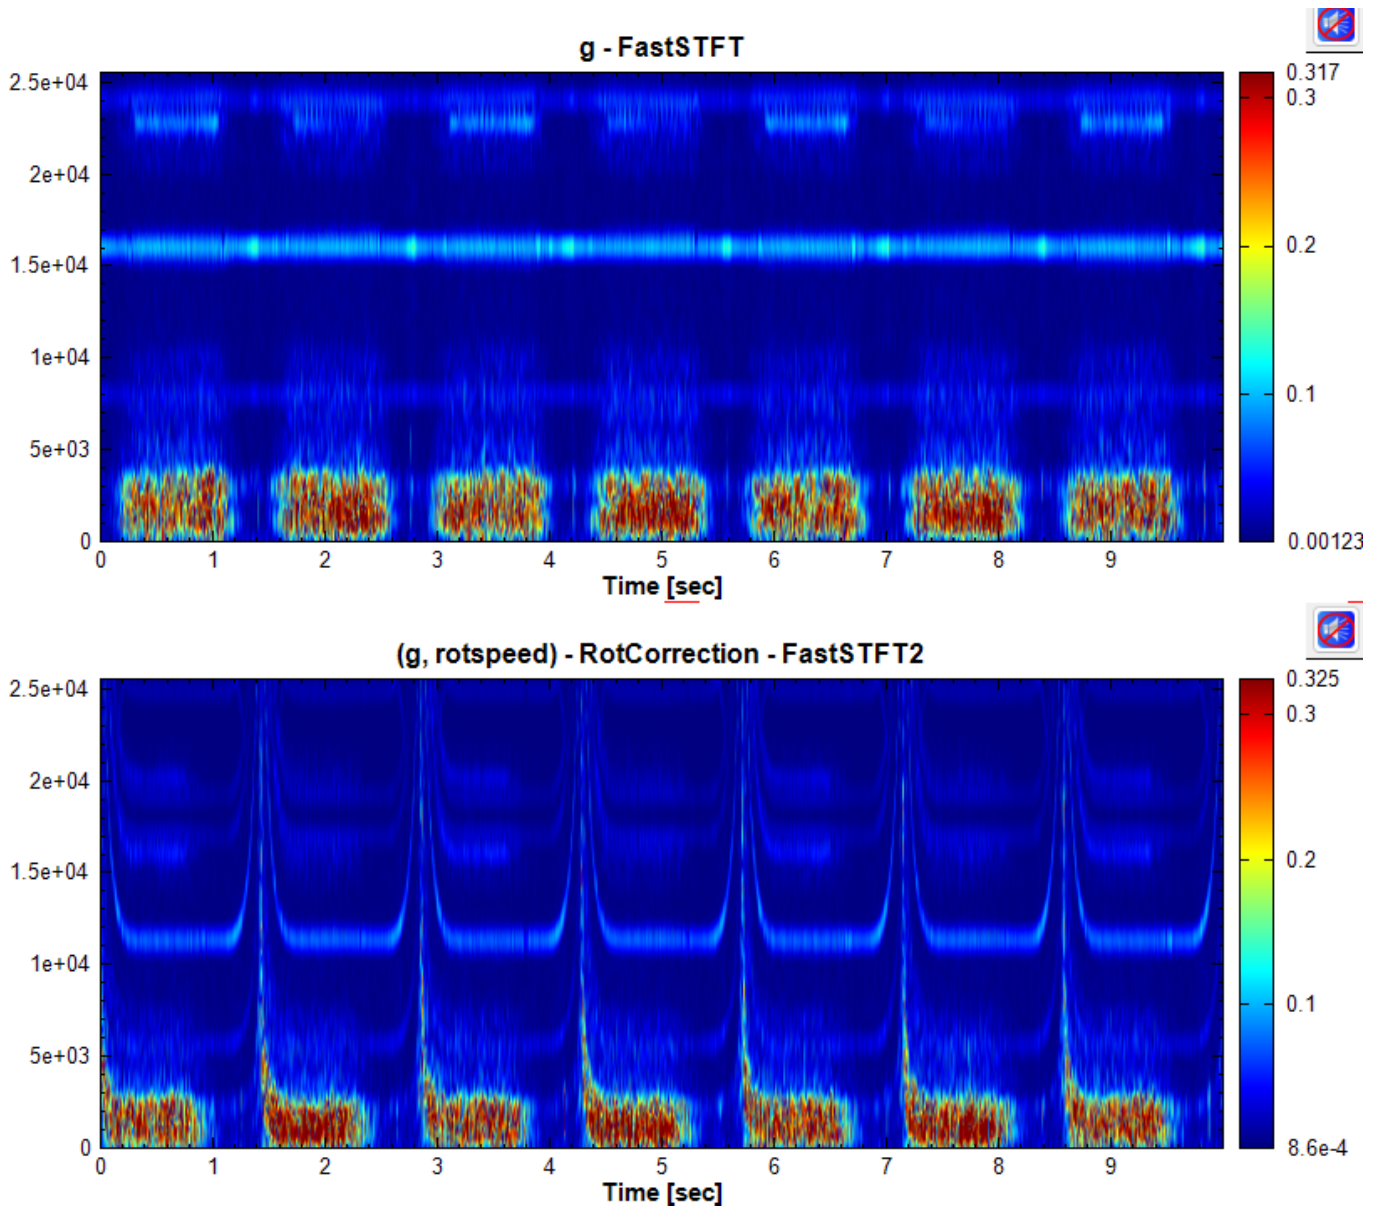 g - FastSTFT
2.5e+04
2e+04
1.5e+04
1e+04
5e+03
0
0 1 2 3 4 5 6 7 8 9
Time [sec]
0.317
0.3
0.2
0.1
0.00123
(g, rotspeed) - RotCorrection - FastSTFT2
2.5e+04
2e+04
1.5e+04
1e+04
5e+03
0
0 1 2 3 4 5 6 7 8 9
Time [sec]
0.325
0.3
0.2
0.1
8.6e-4